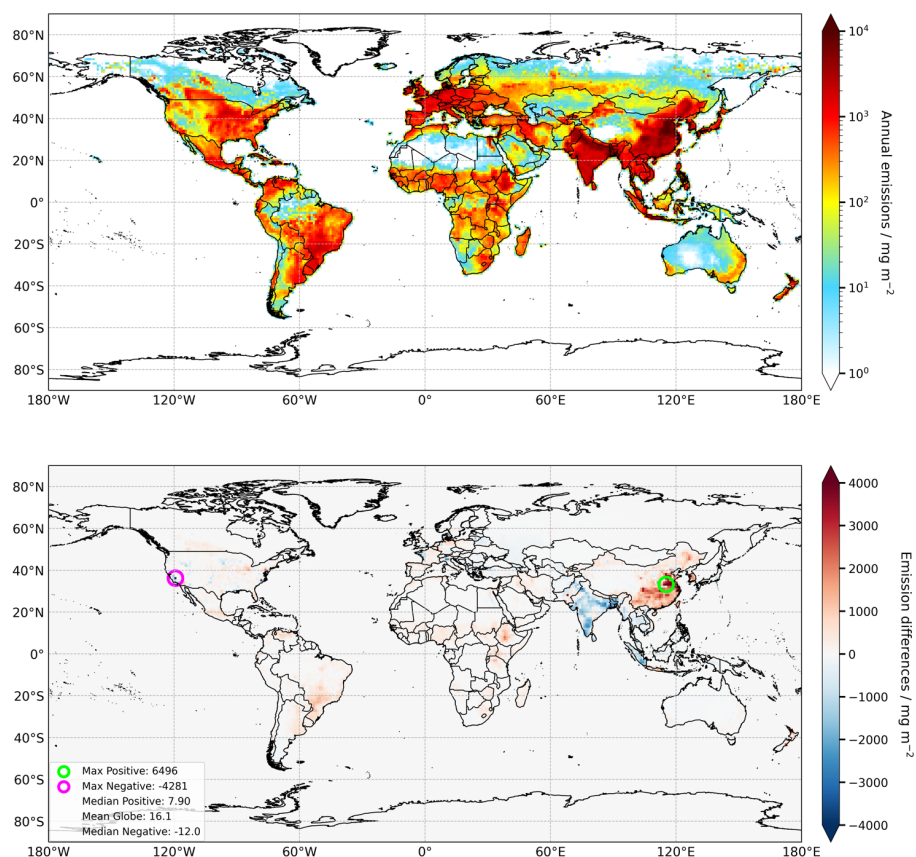 80°N
60°N
40°N
20°N
0°
20°S
40°S
60°S
80°S
180°W 120°W 60°W 0° 60°E 120°E 180°E
10⁴
10³
10²
10¹
10⁰
Annual emissions / mg m⁻²
80°N
60°N
40°N
20°N
0°
20°S
40°S
60°S
80°S
Max Positive: 6496
Max Negative: -4281
Median Positive: 7.90
Mean Globe: 16.1
Median Negative: -12.0
180°W 120°W 60°W 0° 60°E 120°E 180°E
4000
3000
2000
1000
0
−1000
−2000
−3000
−4000
Emission differences / mg m⁻²